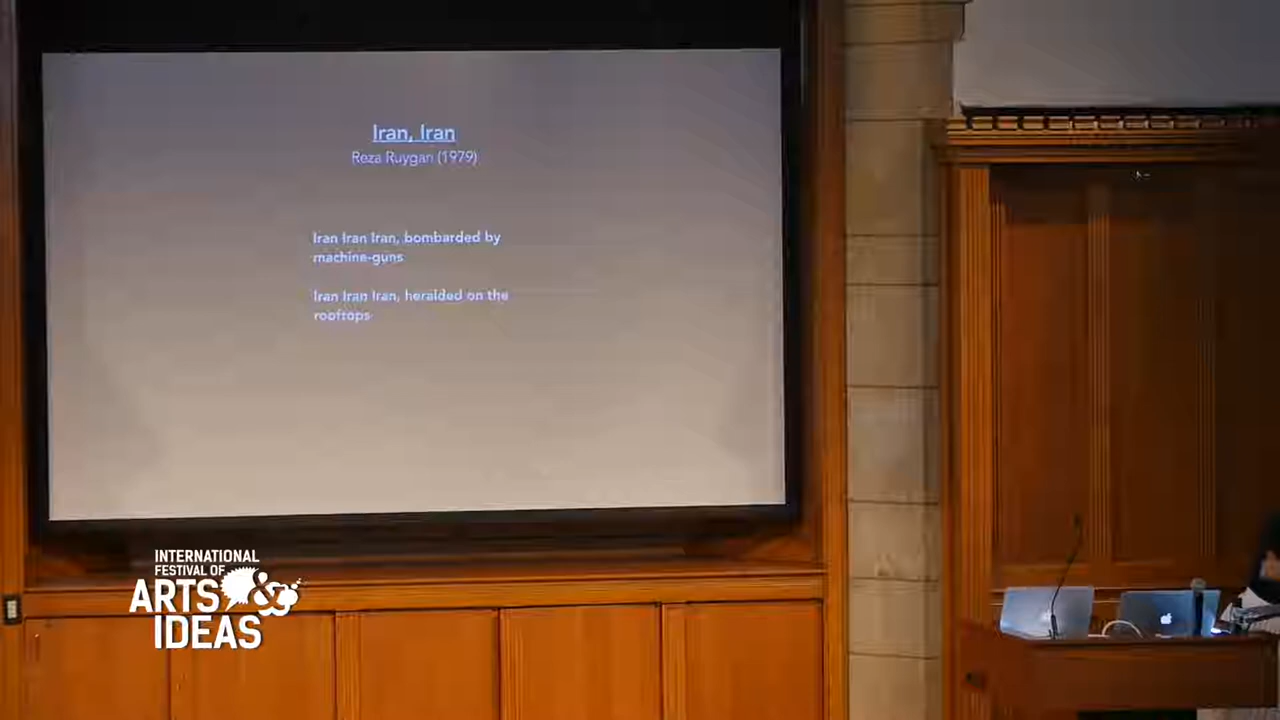 Iran, Iran
Reza Ruygan (1979)
Iran Iran Iran, bombarded by
machine-guns
Iran Iran Iran, heralded on the
rooftops
INTERNATIONAL
FESTIVAL OF
ARTS &
IDEAS